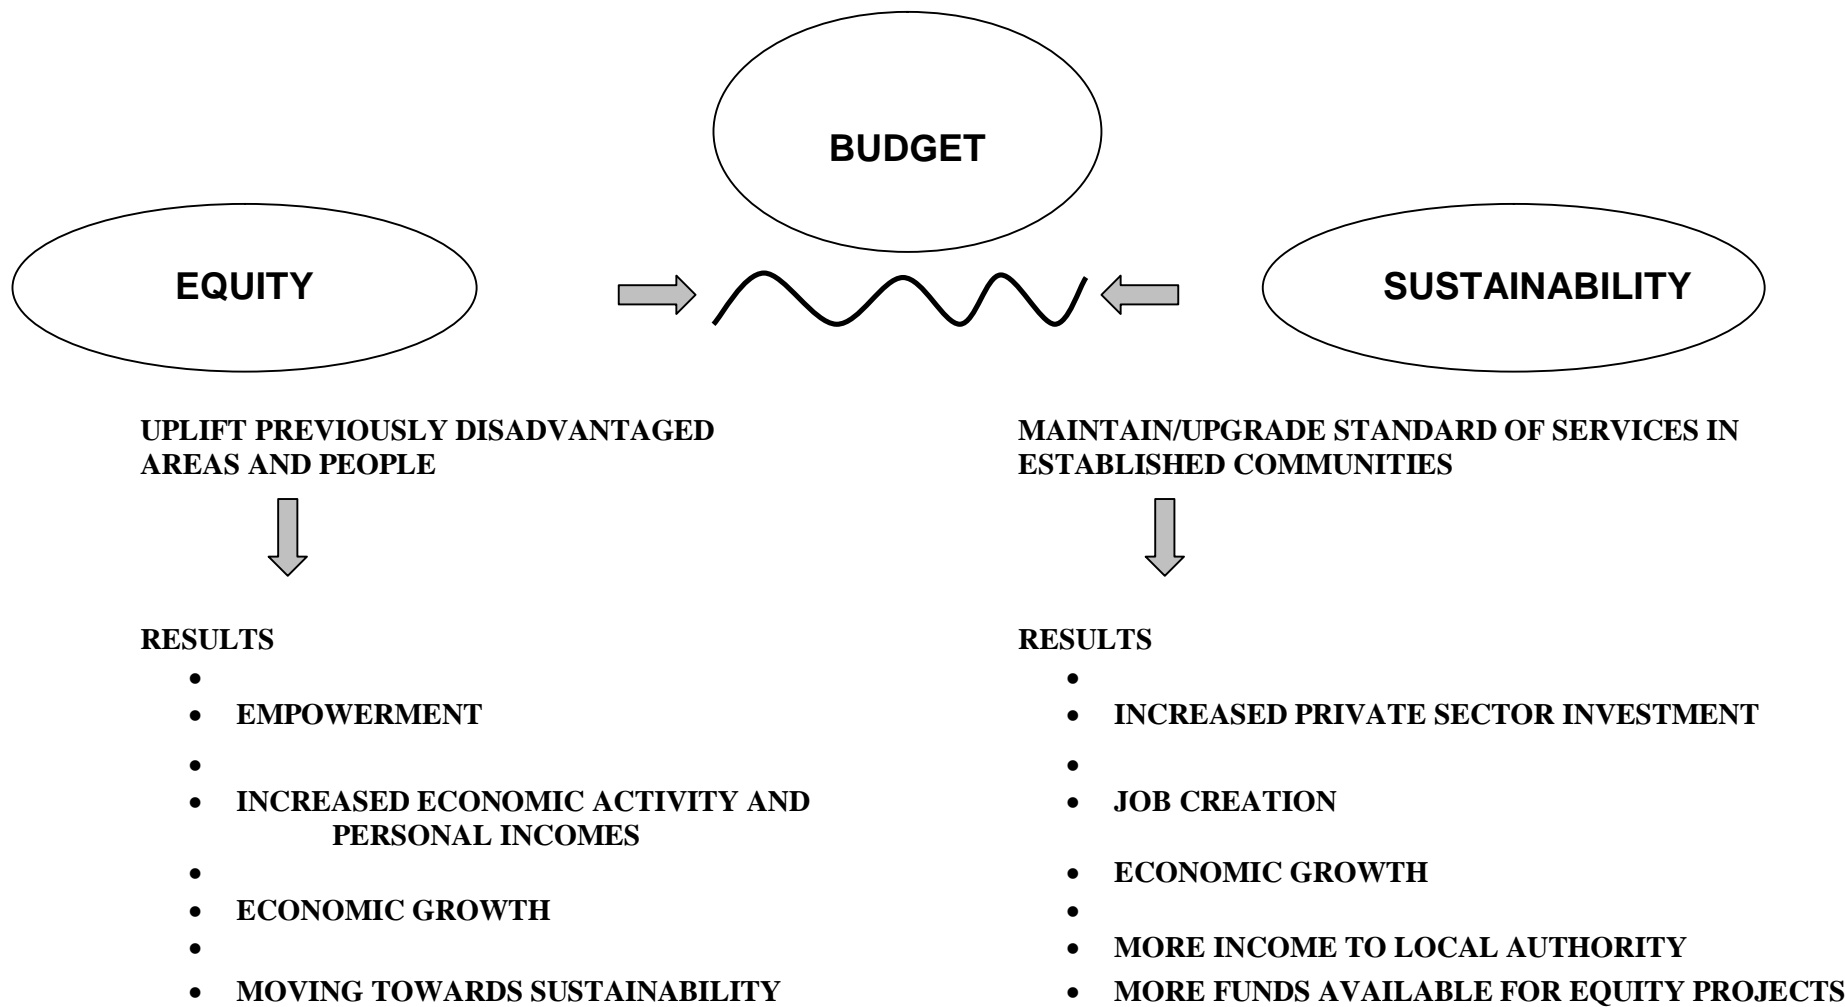 BUDGET
EQUITY
SUSTAINABILITY
UPLIFT PREVIOUSLY DISADVANTAGED
AREAS AND PEOPLE
RESULTS
•
• EMPOWERMENT
•
• INCREASED ECONOMIC ACTIVITY AND
PERSONAL INCOMES
•
• ECONOMIC GROWTH
•
• MOVING TOWARDS SUSTAINABILITY
MAINTAIN/UPGRADE STANDARD OF SERVICES IN
ESTABLISHED COMMUNITIES
RESULTS
•
• INCREASED PRIVATE SECTOR INVESTMENT
•
• JOB CREATION
• ECONOMIC GROWTH
•
• MORE INCOME TO LOCAL AUTHORITY
• MORE FUNDS AVAILABLE FOR EQUITY PROJECTS